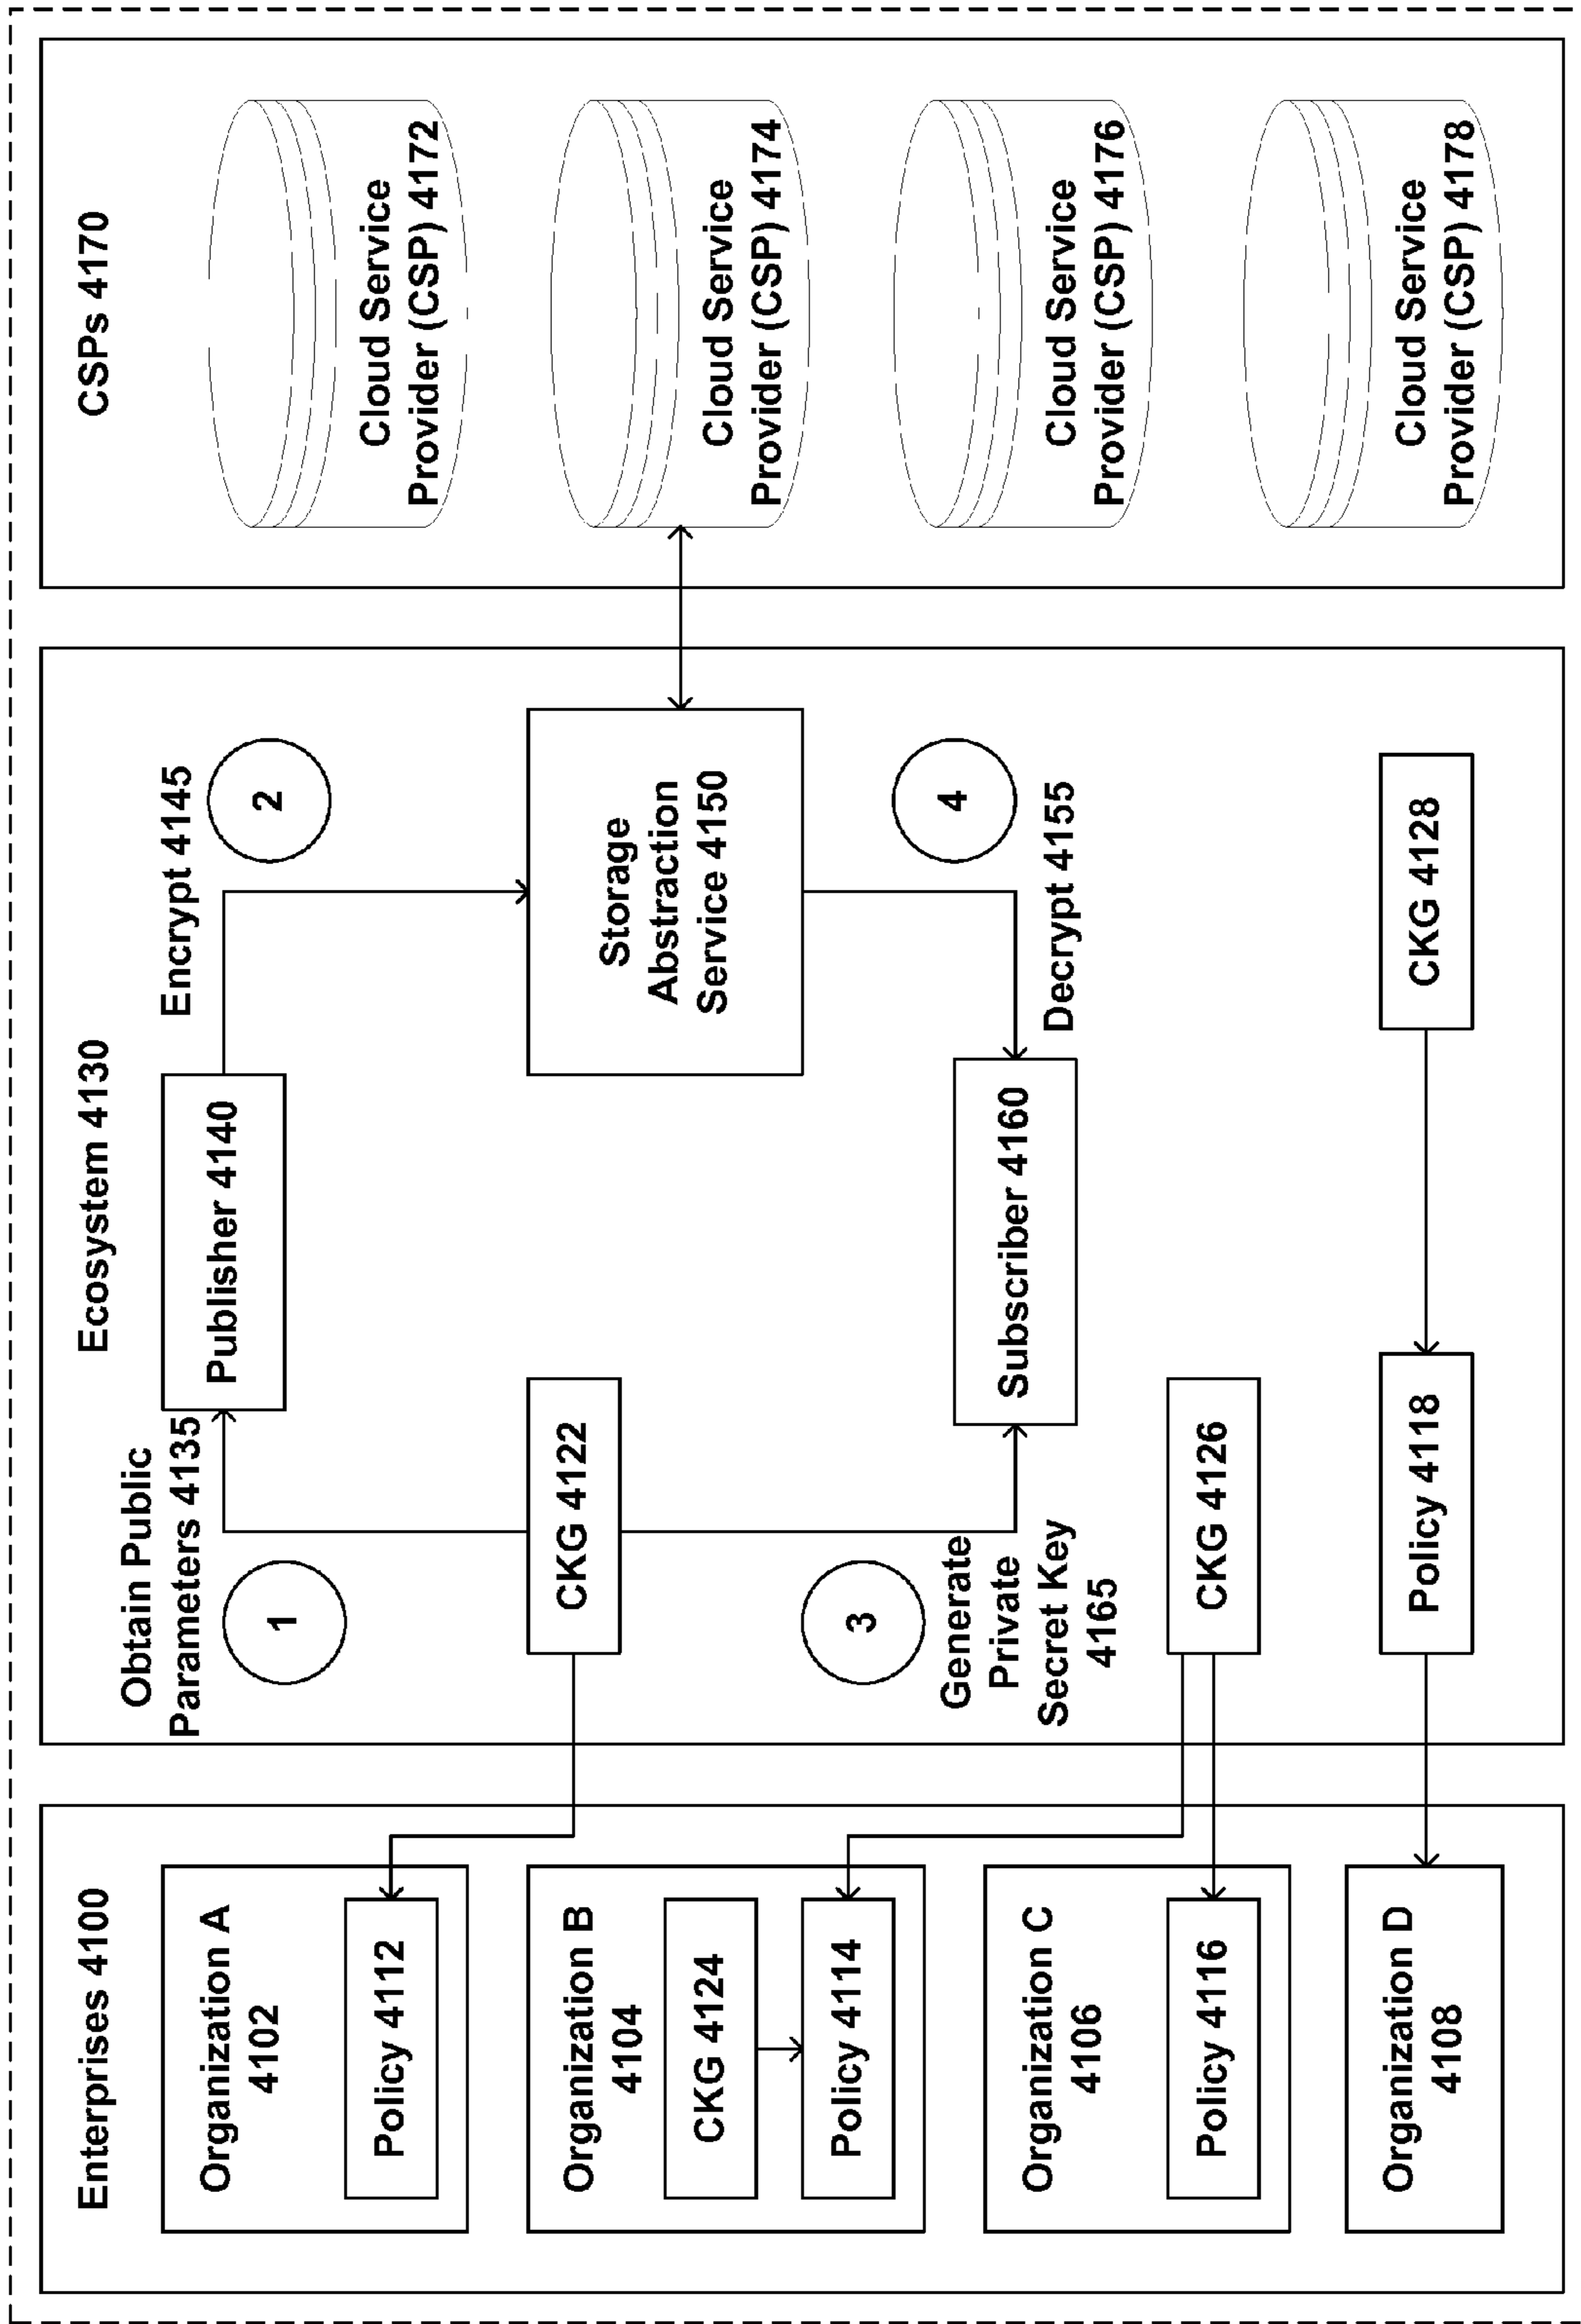 Enterprises 4100
Organization A
4102
Policy 4112
Organization B
4104
CKG 4124
Policy 4114
Organization C
4106
Policy 4116
Organization D
4108
Ecosystem 4130
Obtain Public
Parameters 4135
1
Publisher 4140
Encrypt 4145
2
CKG 4122
Storage
Abstraction
Service 4150
3
Generate
Private
Secret Key
4165
Subscriber 4160
4
Decrypt 4155
CKG 4126
Policy 4118
CKG 4128
CSPs 4170
Cloud Service
Provider (CSP) 4172
Cloud Service
Provider (CSP) 4174
Cloud Service
Provider (CSP) 4176
Cloud Service
Provider (CSP) 4178